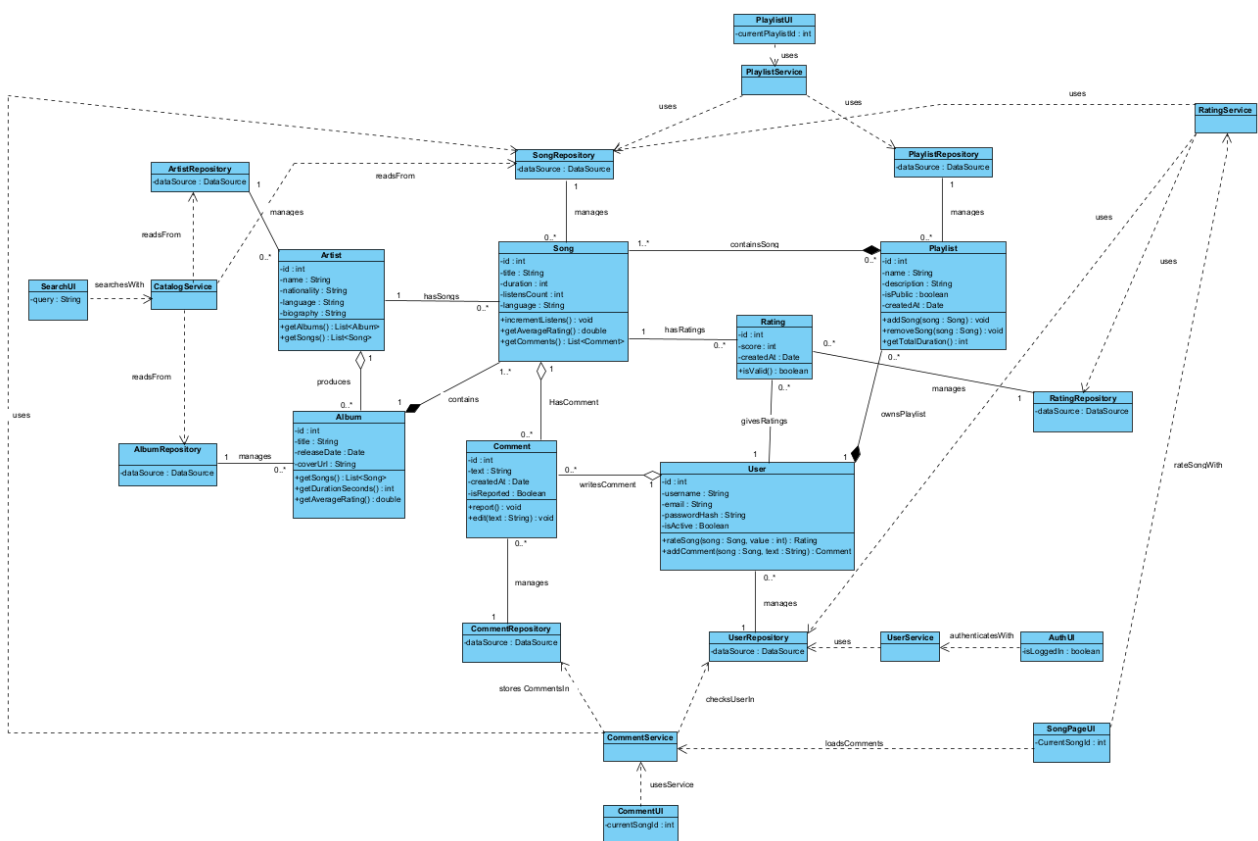 PlaylistUI
-currentPlaylistId : int
uses
PlaylistService
uses
uses
uses
RatingService
SongRepository
-dataSource : DataSource
PlaylistRepository
-dataSource : DataSource
ArtistRepository
-dataSource : DataSource
readsFrom
1
manages
0..*
1
manages
0..*
1
manages
0..*
readsFrom
uses
uses
Artist
-id : int
-name : String
-nationality : String
-language : String
-biography : String
+getAlbums() : List<Album>
+getSongs() : List<Song>
Song
-id : int
-title : String
-duration : int
-listensCount : int
-language : String
+incrementListens() : void
+getAverageRating() : double
+getComments() : List<Comment>
1..*
containsSong
0..*
Playlist
-id : int
-name : String
-description : String
-isPublic : boolean
-createdAt : Date
+addSong(song : Song) : void
+removeSong(song : Song) : void
+getTotalDuration() : int
SearchUI
-query : String
searchesWith
CatalogService
1
hasSongs
0..*
1
hasRatings
0..*
Rating
-id : int
-score : int
-createdAt : Date
+isValid() : boolean
0..*
manages
1
RatingRepository
-dataSource : DataSource
readsFrom
1
produces
0..*
1..*
contains
1
1
HasComment
0..*
0..*
givesRatings
1
0..*
ownsPlaylist
1
uses
Album
-id : int
-title : String
-releaseDate : Date
-coverUrl : String
+getSongs() : List<Song>
+getDurationSeconds() : int
+getAverageRating() : double
AlbumRepository
-dataSource : DataSource
1
manages
0..*
Comment
-id : int
-text : String
-createdAt : Date
-isReported : Boolean
+report() : void
+edit(text : String) : void
0..*
writesComment
1
User
-id : int
-username : String
-email : String
-passwordHash : String
-isActive : Boolean
+rateSong(song : Song, value : int) : Rating
+addComment(song : Song, text : String) : Comment
rateSongWith
0..*
manages
1
0..*
manages
1
CommentRepository
-dataSource : DataSource
UserRepository
-dataSource : DataSource
uses
UserService
authenticatesWith
AuthUI
-isLoggedIn : boolean
stores CommentsIn
checksUserIn
CommentService
loadsComments
SongPageUI
-CurrentSongId : int
usesService
CommentUI
-currentSongId : int